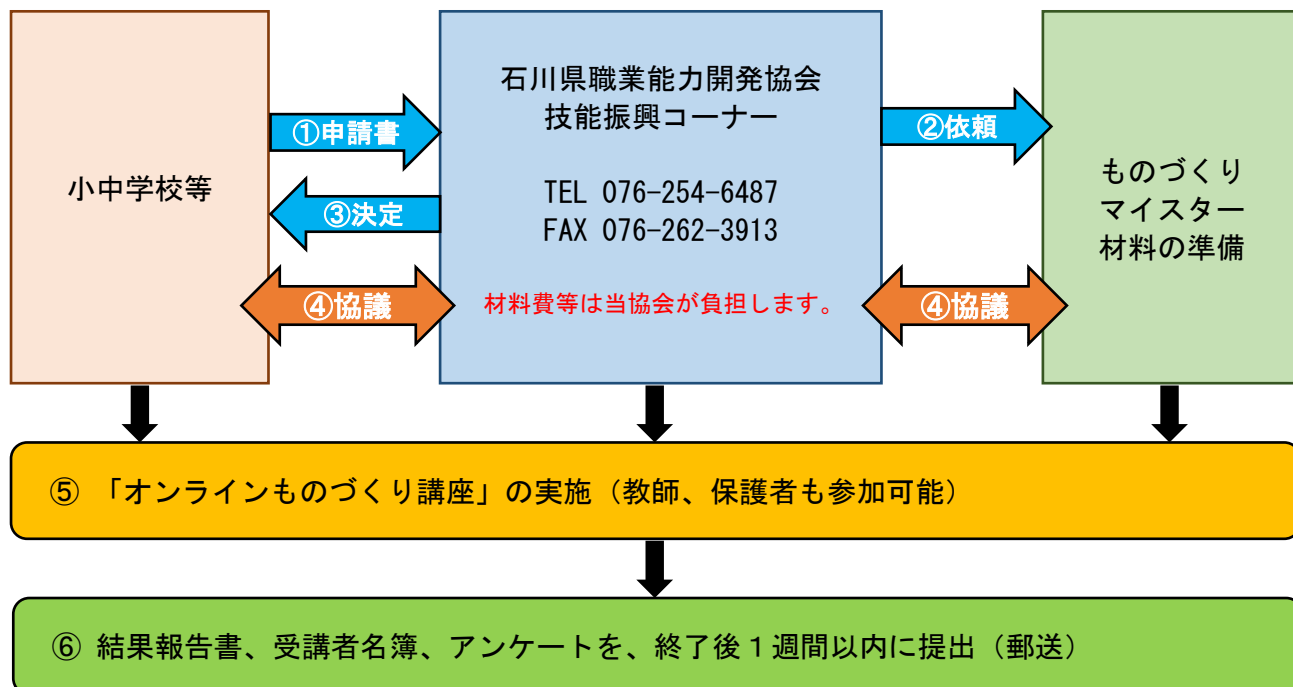 小中学校等
①申請書
③決定
④協議
石川県職業能力開発協会
技能振興コーナー
TEL 076-254-6487
FAX 076-262-3913
材料費等は当協会が負担します。
②依頼
④協議
ものづくり
マイスター
材料の準備
⑤ 「オンラインものづくり講座」の実施（教師、保護者も参加可能）
⑥ 結果報告書、受講者名簿、アンケートを、終了後１週間以内に提出（郵送）